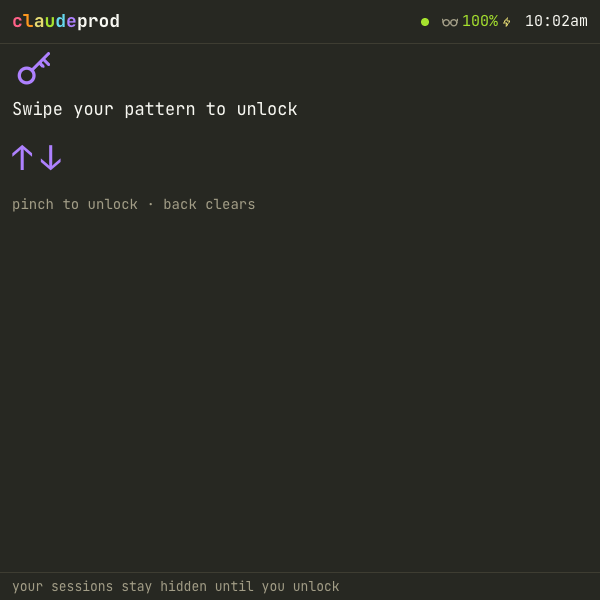 claudeprod 100% 10:02am
Swipe your pattern to unlock
↑↓
pinch to unlock · back clears
your sessions stay hidden until you unlock